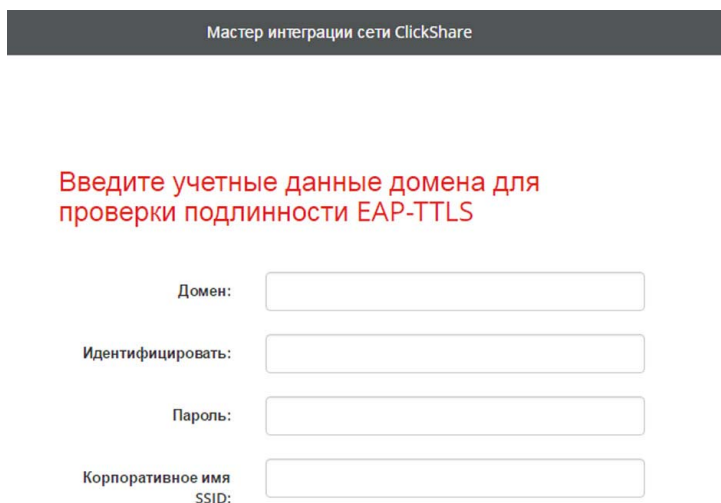 Мастер интеграции сети ClickShare
Введите учетные данные домена для
проверки подлинности EAP-TTLS
Домен:
Идентифицировать:
Пароль:
Корпоративное имя
SSID: